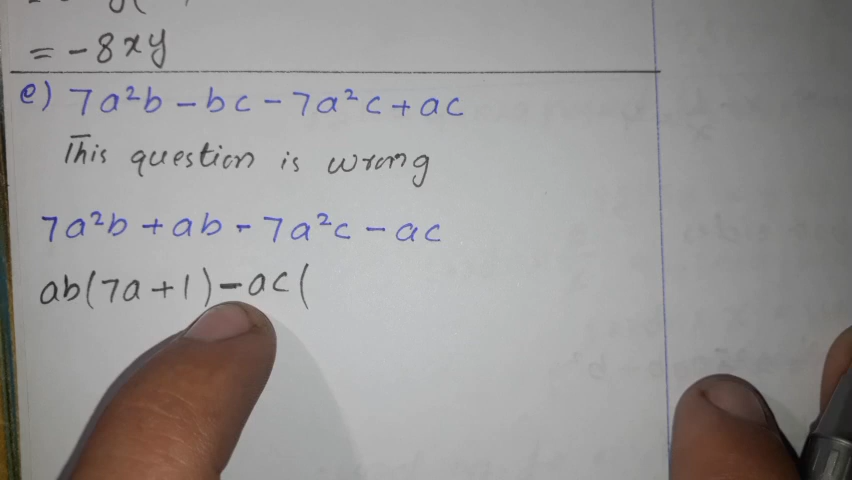 = -8xy
e) 7a²b - bc - 7a²c + ac
This question is wrong
7a²b + ab - 7a²c - ac
ab(7a+1) - ac(